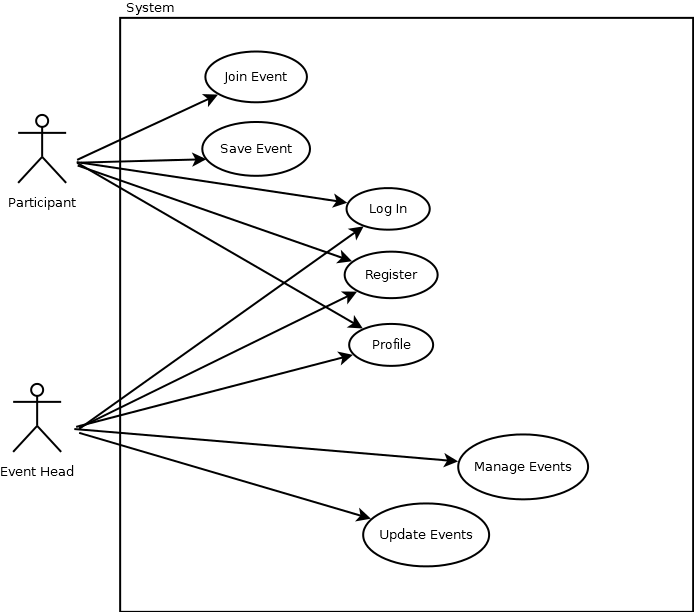 System
Join Event
Save Event
Participant
Log In
Register
Profile
Event Head
Manage Events
Update Events